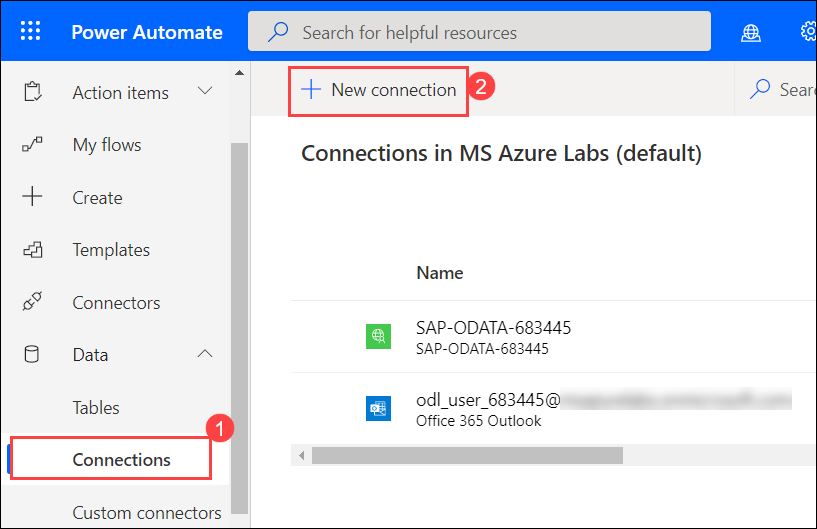 Power Automate
Search for helpful resources
Action items
My flows
Create
Templates
Connectors
Data
Tables
1
Connections
Custom connectors
New connection
2
Connections in MS Azure Labs (default)
Name
SAP-ODATA-683445
SAP-ODATA-683445
odl_user_683445@
Office 365 Outlook